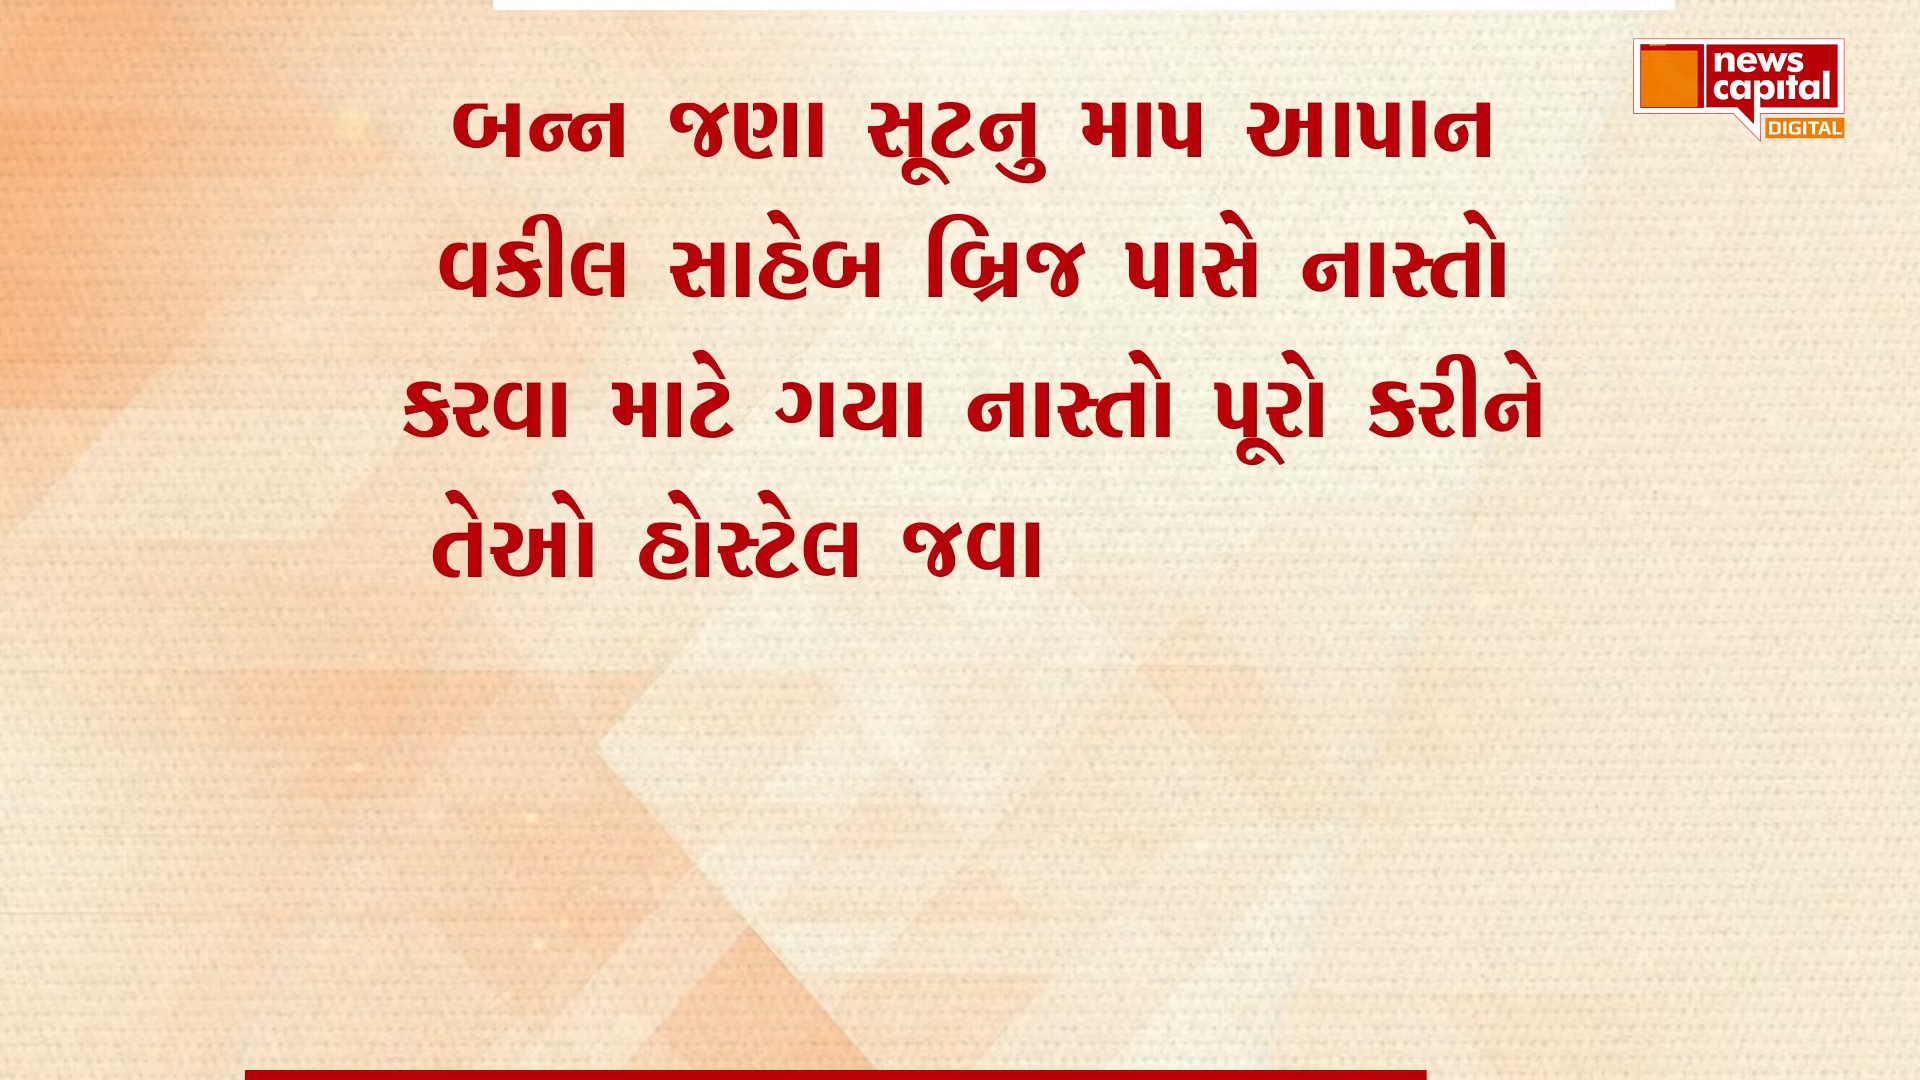 બન્ને જણા સૂટનું માપ આપીને
વકીલ સાહેબ બ્રિજ પાસે નાસ્તો
કરવા માટે ગયા નાસ્તો પૂરો કરીને
તેઓ હોસ્ટેલ જવા
news
capital
DIGITAL